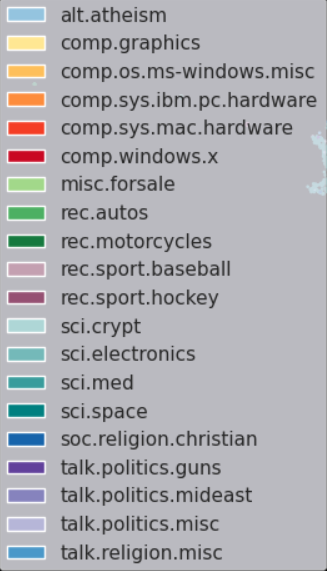 alt.atheism
comp.graphics
comp.os.ms-windows.misc
comp.sys.ibm.pc.hardware
comp.sys.mac.hardware
comp.windows.x
misc.forsale
rec.autos
rec.motorcycles
rec.sport.baseball
rec.sport.hockey
sci.crypt
sci.electronics
sci.med
sci.space
soc.religion.christian
talk.politics.guns
talk.politics.mideast
talk.politics.misc
talk.religion.misc